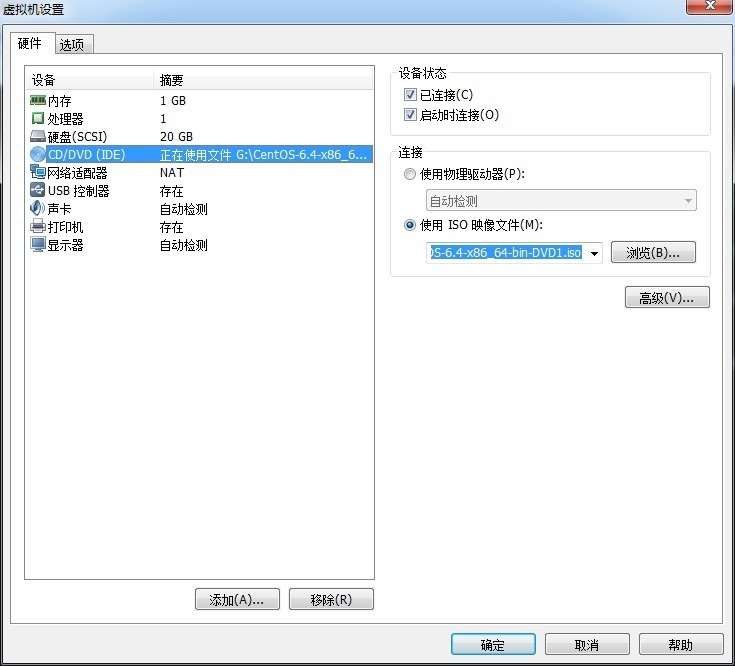 虚拟机设置
硬件 选项
设备 摘要
内存 1 GB
处理器 1
硬盘(SCSI) 20 GB
CD/DVD (IDE) 正在使用文件 G:\CentOS-6.4-x86_6...
网络适配器 NAT
USB 控制器 存在
声卡 自动检测
打印机 存在
显示器 自动检测
添加(A)... 移除(R)
设备状态
已连接(C)
启动时连接(O)
连接
使用物理驱动器(P):
自动检测
使用 ISO 映像文件(M):
OS-6.4-x86_64-bin-DVD1.iso 浏览(B)...
高级(V)...
确定 取消 帮助